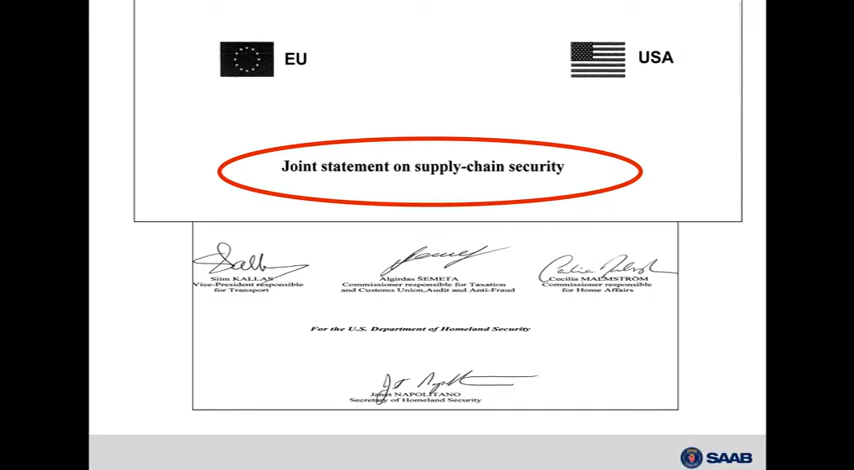 EU
USA
Joint statement on supply-chain security
Siim KALLAS
Vice-President responsible
for Transport
Algirdas ŠEMETA
Commissioner responsible for Taxation
and Customs Union, Audit and Anti-Fraud
Cecilia MALMSTRÖM
Commissioner responsible
for Home Affairs
For the U.S. Department of Homeland Security
Janet NAPOLITANO
Secretary of Homeland Security
SAAB